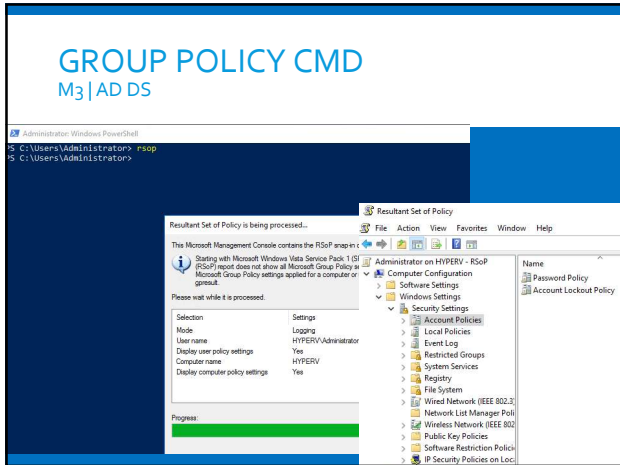 GROUP POLICY CMD
M3 | AD DS
Administrator: Windows PowerShell
PS C:\Users\Administrator> rsop
PS C:\Users\Administrator>
Resultant Set of Policy is being processed...
This Microsoft Management Console contains the RSoP snap-in
Starting with Microsoft Windows Vista Service Pack 1
(RSoP) report does not show all Microsoft Group Policy
Microsoft Group Policy settings applied for a computer or
gpresult.
Please wait while it is processed.
Selection Settings
Mode Logging
User name HYPERV\Administrator
Display user policy settings Yes
Computer name HYPERV
Display computer policy settings Yes
Progress:
Resultant Set of Policy
File Action View Favorites Window Help
Administrator on HYPERV - RSoP
Computer Configuration
Software Settings
Windows Settings
Security Settings
Account Policies
Local Policies
Event Log
Restricted Groups
System Services
Registry
File System
Wired Network (IEEE 802.3)
Network List Manager Poli
Wireless Network (IEEE 802
Public Key Policies
Software Restriction Policie
IP Security Policies on Loc
Name
Password Policy
Account Lockout Policy